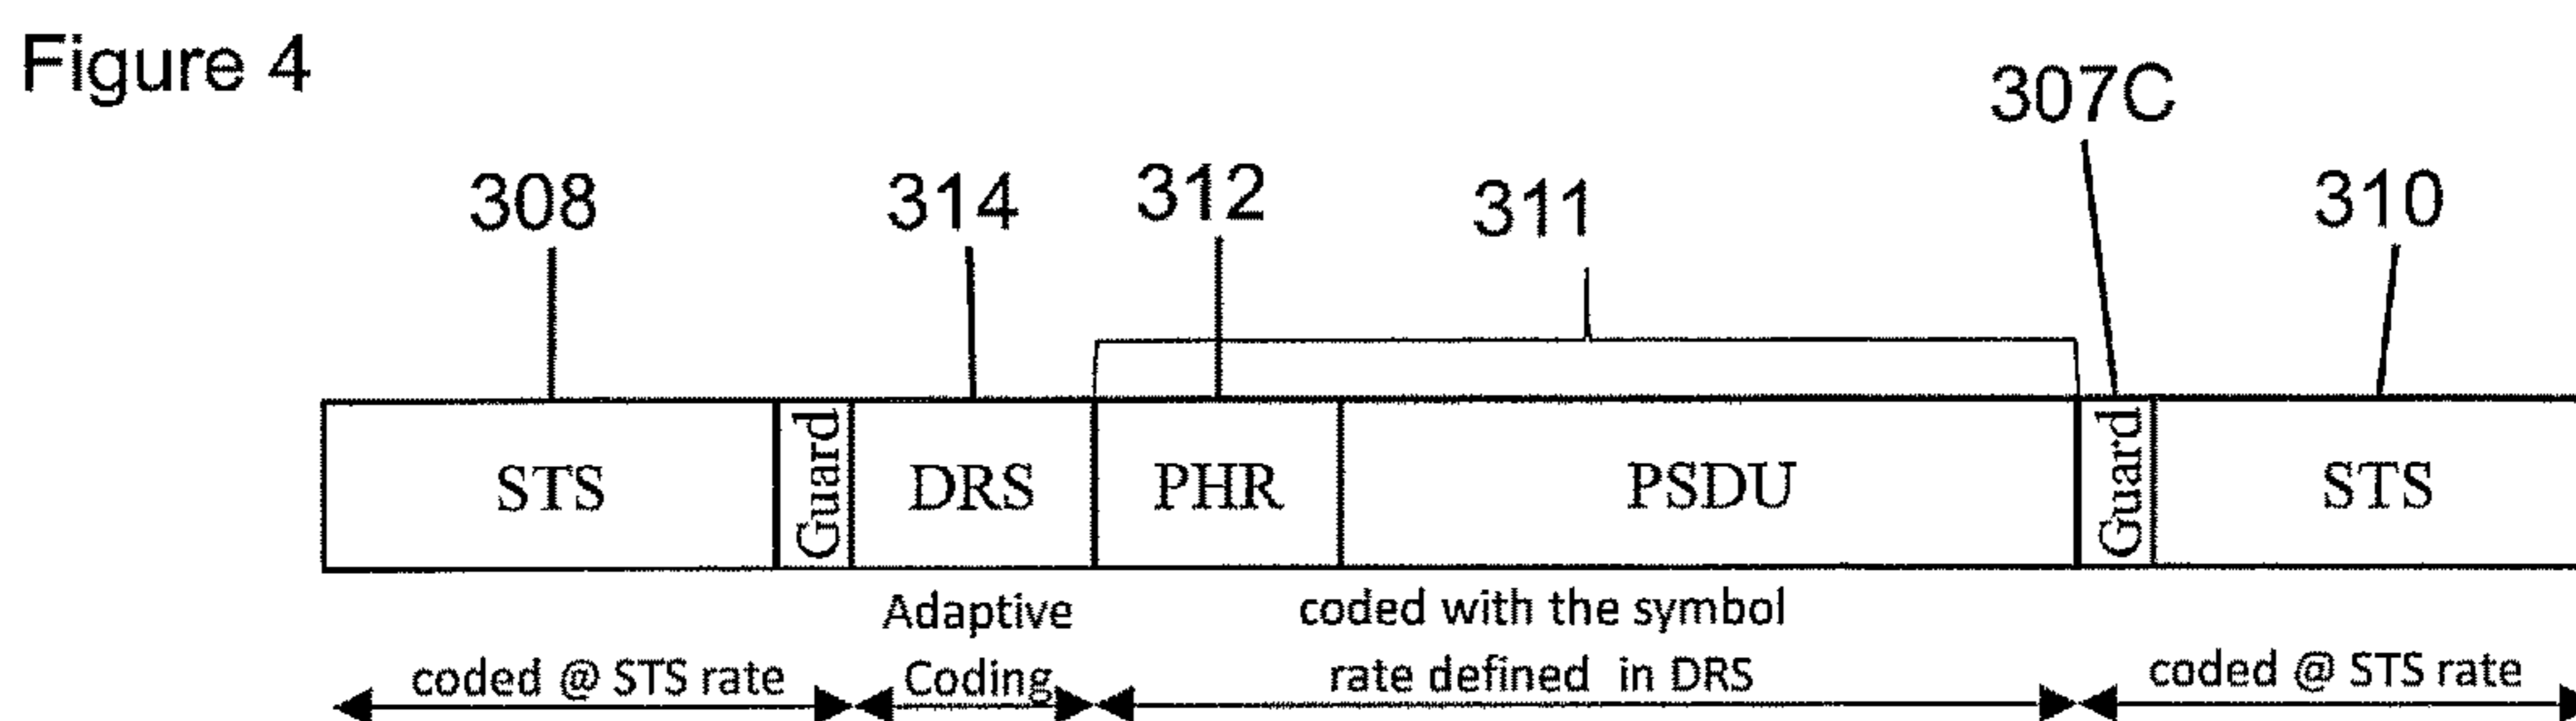 Figure 4
307C
308
314
312
311
310
STS
Guard
DRS
PHR
PSDU
Guard
STS
Adaptive
coded with the symbol
coded @ STS rate
Coding
rate defined in DRS
coded @ STS rate